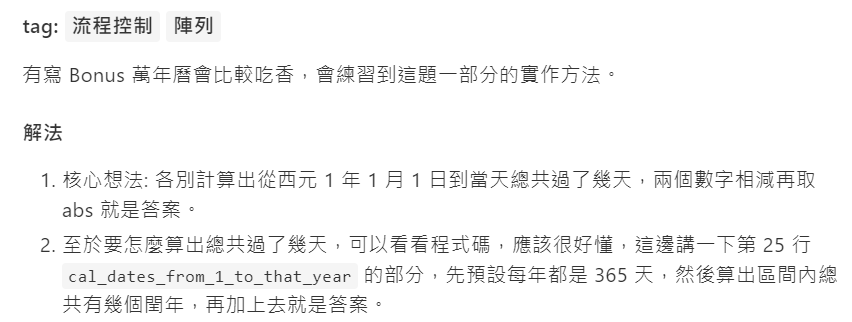 tag: 流程控制 陣列
有寫 Bonus 萬年曆會比較吃香，會練習到這題一部分的實作方法。
解法
1. 核心想法: 各別計算出從西元 1 年 1 月 1 日到當天總共過了幾天，兩個數字相減再取
abs 就是答案。
2. 至於要怎麼算出總共過了幾天，可以看看程式碼，應該很好懂，這邊講一下第 25 行
cal_dates_from_1_to_that_year 的部分，先預設每年都是 365 天，然後算出區間內總
共有幾個閏年，再加上去就是答案。